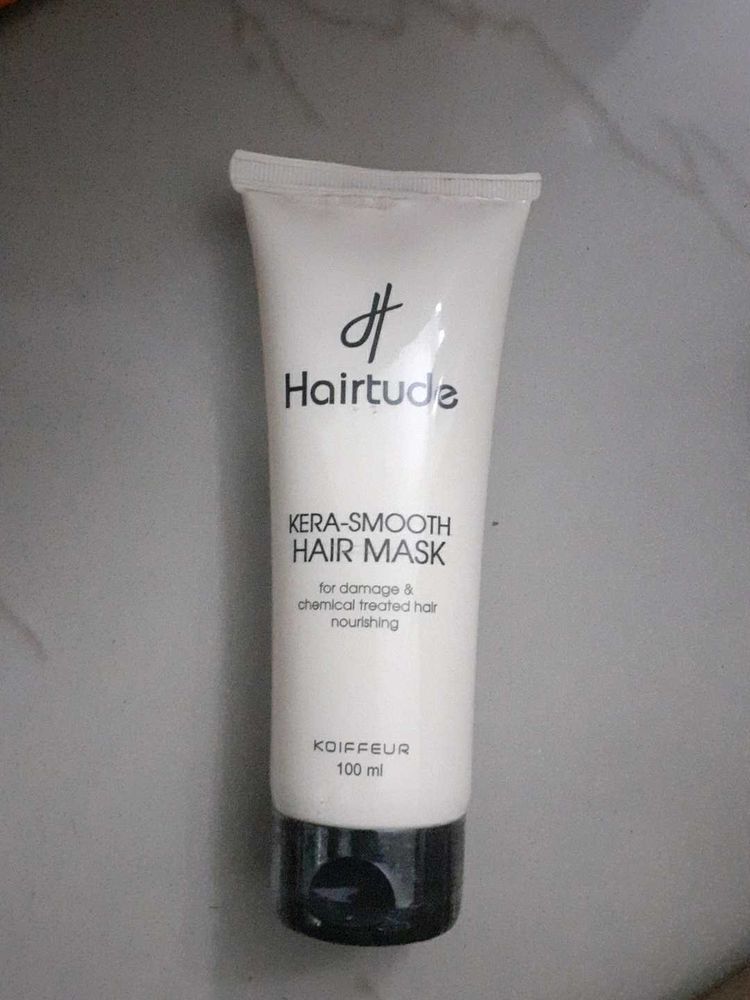 H
Hairtude
KERA-SMOOTH
HAIR MASK
for damage &
chemical treated hair
nourishing
KOIFFEUR
100 ml